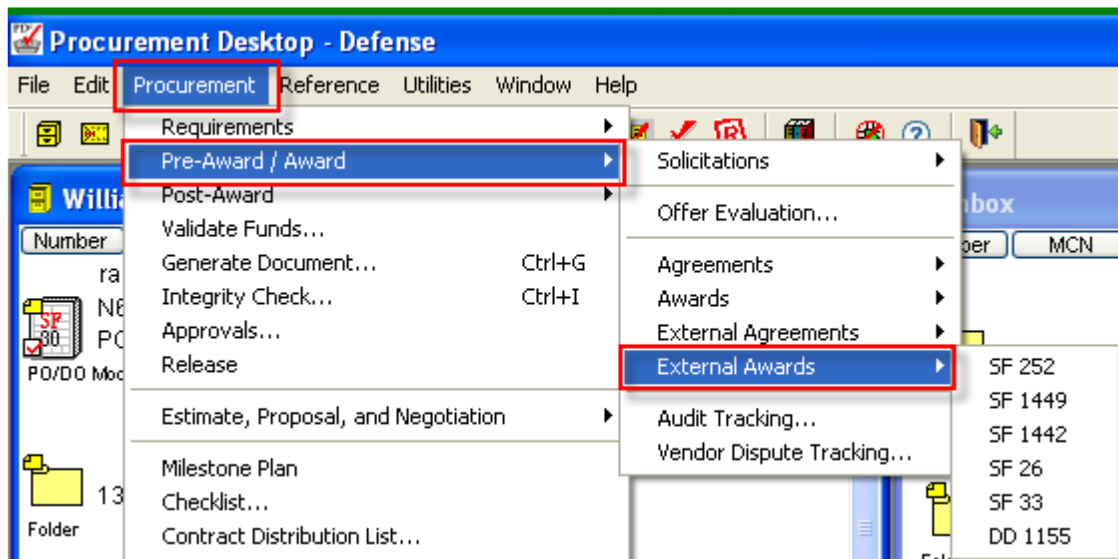 Procurement Desktop - Defense
File Edit Procurement Reference Utilities Window Help
Requirements
Pre-Award / Award
Post-Award
Validate Funds...
Generate Document... Ctrl+G
Integrity Check... Ctrl+I
Approvals...
Release
Estimate, Proposal, and Negotiation
Milestone Plan
Checklist...
Contract Distribution List...
Solicitations
Offer Evaluation...
Agreements
Awards
External Agreements
External Awards
Audit Tracking...
Vendor Dispute Tracking...
SF 252
SF 1449
SF 1442
SF 26
SF 33
DD 1155
Number
SF
30
PO/DO
13
Folder
MCN